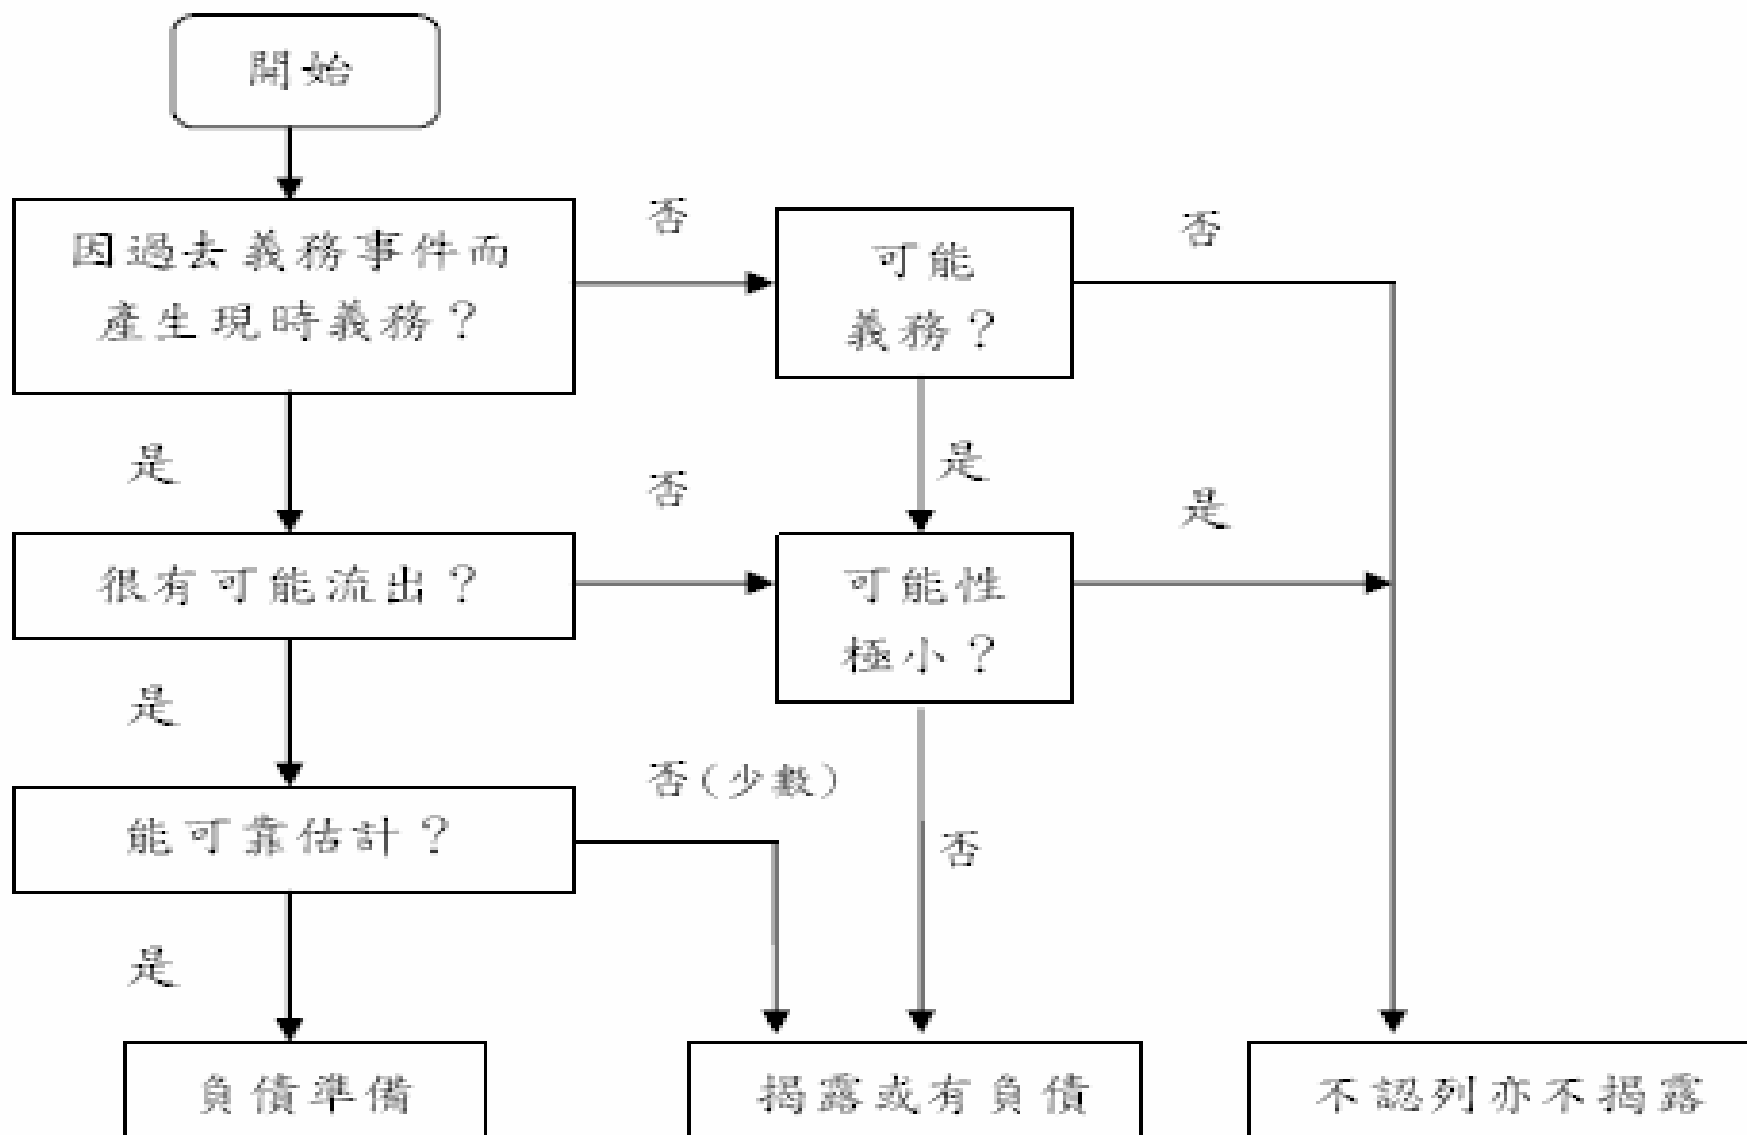 開始
因過去義務事件而
產生現時義務？
否
可能
義務？
否
是
是
很有可能流出？
否
可能性
極小？
是
是
能可靠估計？
否(少數)
否
是
負債準備
揭露或有負債
不認列亦不揭露